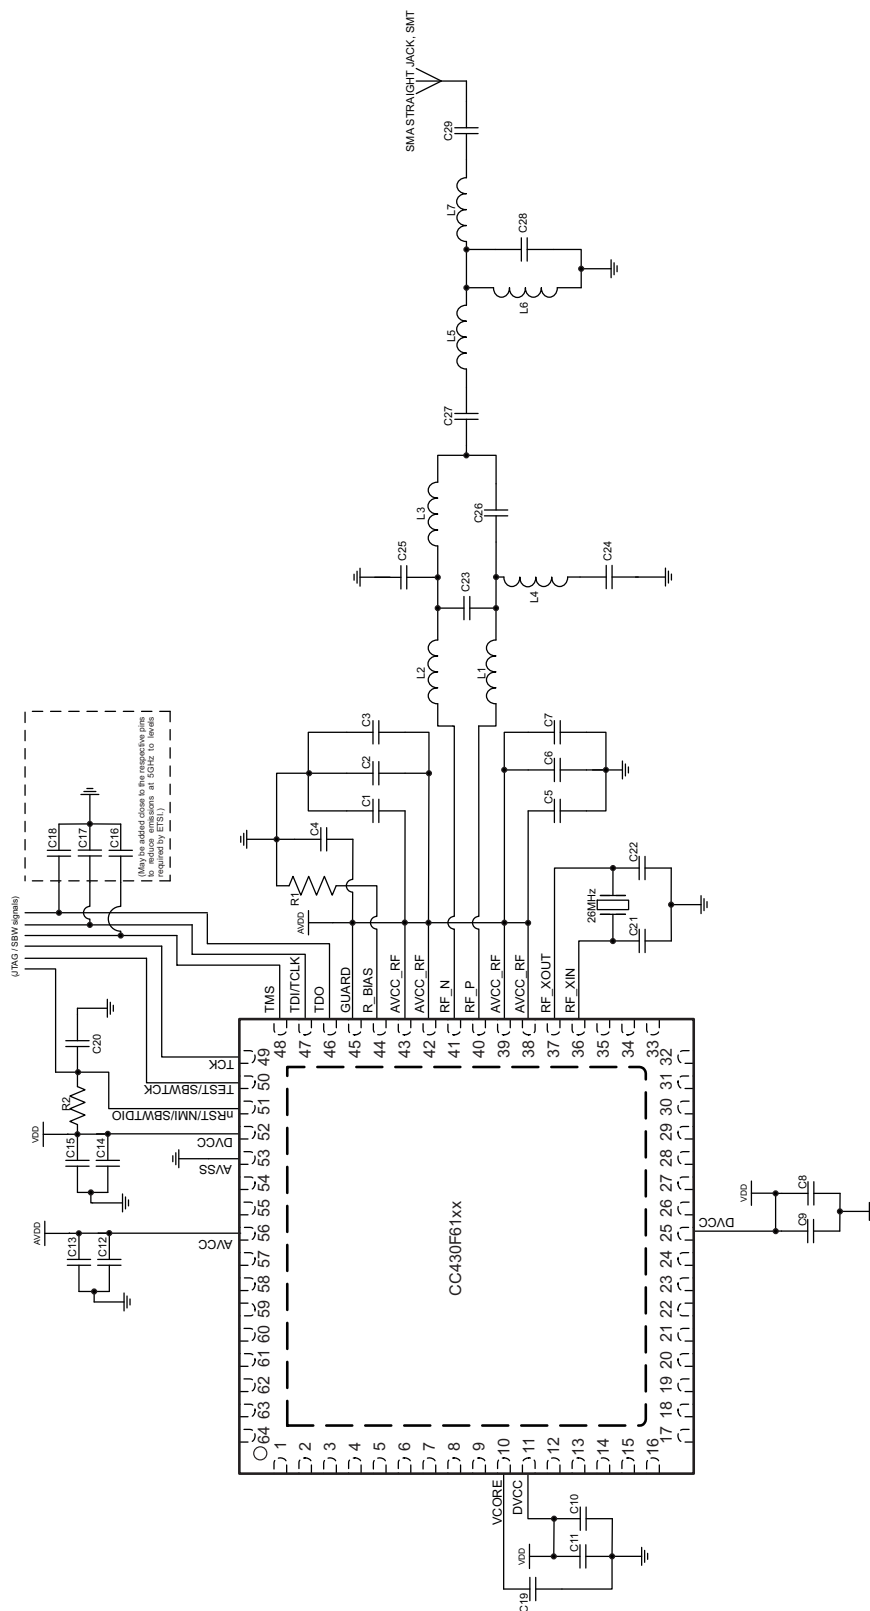 SMA STRAIGHT JACK, SMT
C29
L7
C28
L6
L5
C27
L3
C26
C25
C23
C24
L4
L2
L1
C3
C2
C1
C7
C6
C5
C4
R1
AVDD
C18
C17
C16
(May be added close to the respective pins
to reduce emissions at 5GHz to levels
required by ETSI.)
(JTAG / SBW signals)
C22
26MHz
C21
C20
R2
VDD
C15
C14
AVDD
C13
C12
TMS
TDI/TCLK
TDO
GUARD
R_BIAS
AVCC_RF
AVCC_RF
RF_N
RF_P
AVCC_RF
AVCC_RF
RF_XOUT
RF_XIN
48
47
46
45
44
43
42
41
40
39
38
37
36
35
34
33
TCK
TEST/SBWTCK
nRST/NMI/SBWTDIO
DVCC
AVSS
AVCC
49
50
51
52
53
54
55
56
57
58
59
60
61
62
63
64
CC430F61xx
32
31
30
29
28
27
26
25
24
23
22
21
20
19
18
17
DVCC
VDD
C8
C9
1
2
3
4
5
6
7
8
9
10
11
12
13
14
15
16
VCORE
DVCC
VDD
C10
C11
C19